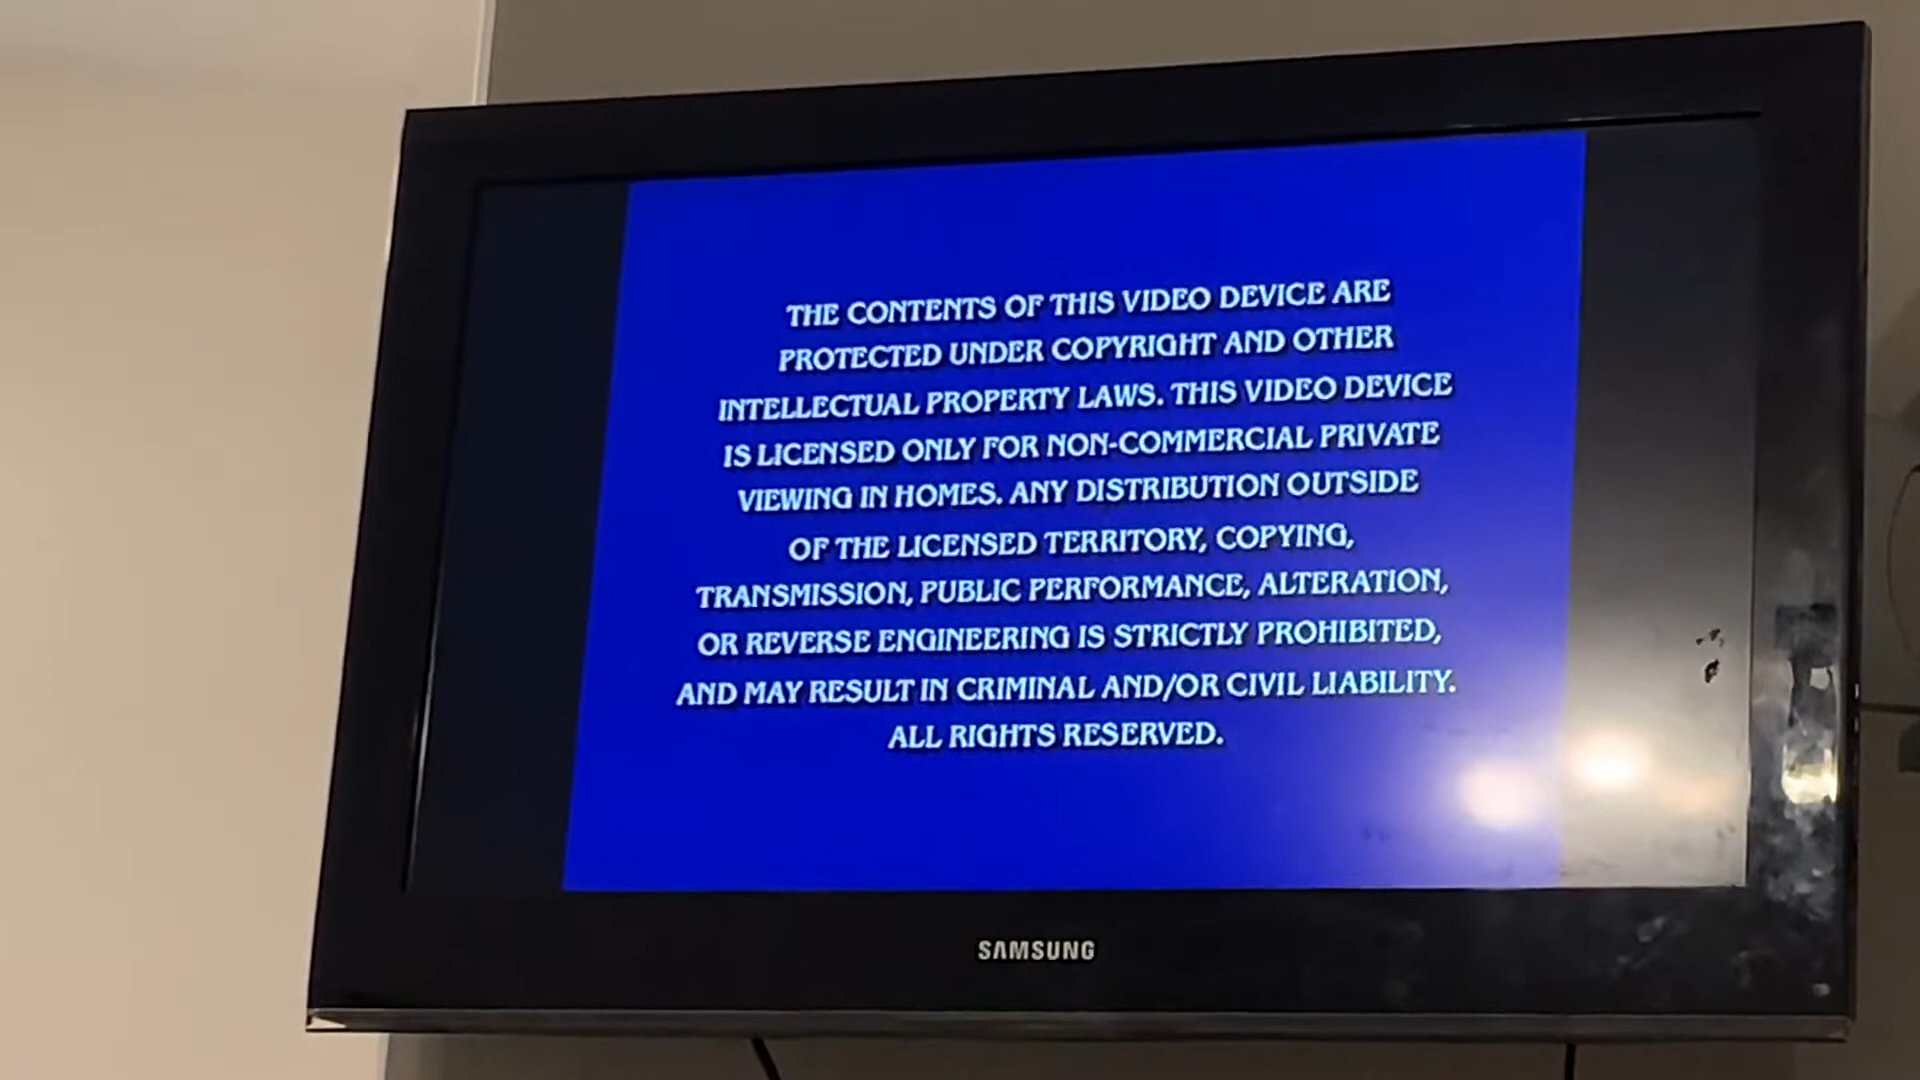 THE CONTENTS OF THIS VIDEO DEVICE ARE
PROTECTED UNDER COPYRIGHT AND OTHER
INTELLECTUAL PROPERTY LAWS. THIS VIDEO DEVICE
IS LICENSED ONLY FOR NON-COMMERCIAL PRIVATE
VIEWING IN HOMES. ANY DISTRIBUTION OUTSIDE
OF THE LICENSED TERRITORY, COPYING,
TRANSMISSION, PUBLIC PERFORMANCE, ALTERATION,
OR REVERSE ENGINEERING IS STRICTLY PROHIBITED,
AND MAY RESULT IN CRIMINAL AND/OR CIVIL LIABILITY.
ALL RIGHTS RESERVED.
SAMSUNG